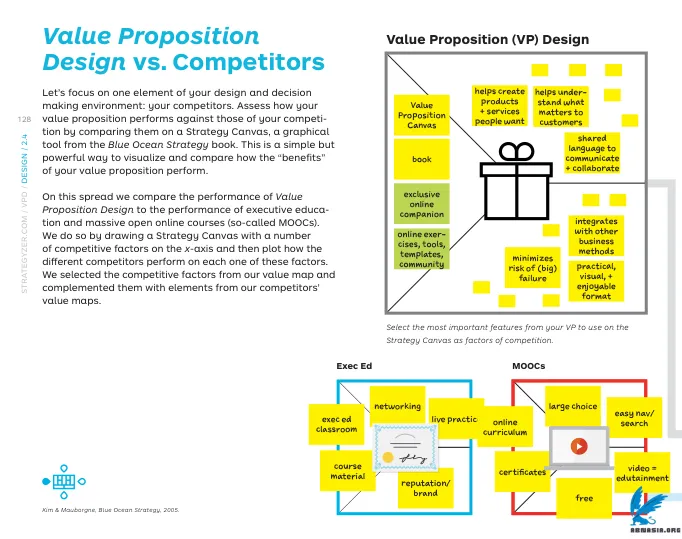 Value Proposition
Design vs. Competitors
Let's focus on one element of your design and decision
making environment: your competitors. Assess how your
value proposition performs against those of your competi-
tion by comparing them on a Strategy Canvas, a graphical
tool from the Blue Ocean Strategy book. This is a simple but
powerful way to visualize and compare how the “benefits”
of your value proposition perform.
On this spread we compare the performance of Value
Proposition Design to the performance of executive educa-
tion and massive open online courses (so-called MOOCs).
We do so by drawing a Strategy Canvas with a number
of competitive factors on the x-axis and then plot how the
different competitors perform on each one of these factors.
We selected the competitive factors from our value map and
complemented them with elements from our competitors'
value maps.
128
STRATEGYZER.COM / VPD / DESIGN / 2.4
Kim & Mauborgne, Blue Ocean Strategy, 2005.
Value Proposition (VP) Design
Value
Proposition
Canvas
book
exclusive
online
companion
online exer-
cises, tools,
templates,
community
helps create
products
+ services
people want
helps under-
stand what
matters to
customers
shared
language to
communicate
+ collaborate
integrates
with other
business
methods
minimizes
risk of (big)
failure
practical,
visual, +
enjoyable
format
Select the most important features from your VP to use on the
Strategy Canvas as factors of competition.
Exec Ed
exec ed
classroom
networking
live practic
course
material
reputation/
brand
MOOCs
online
curriculum
large choice
easy nav/
search
certificates
free
video =
edutainment
ARMASIA.ORG